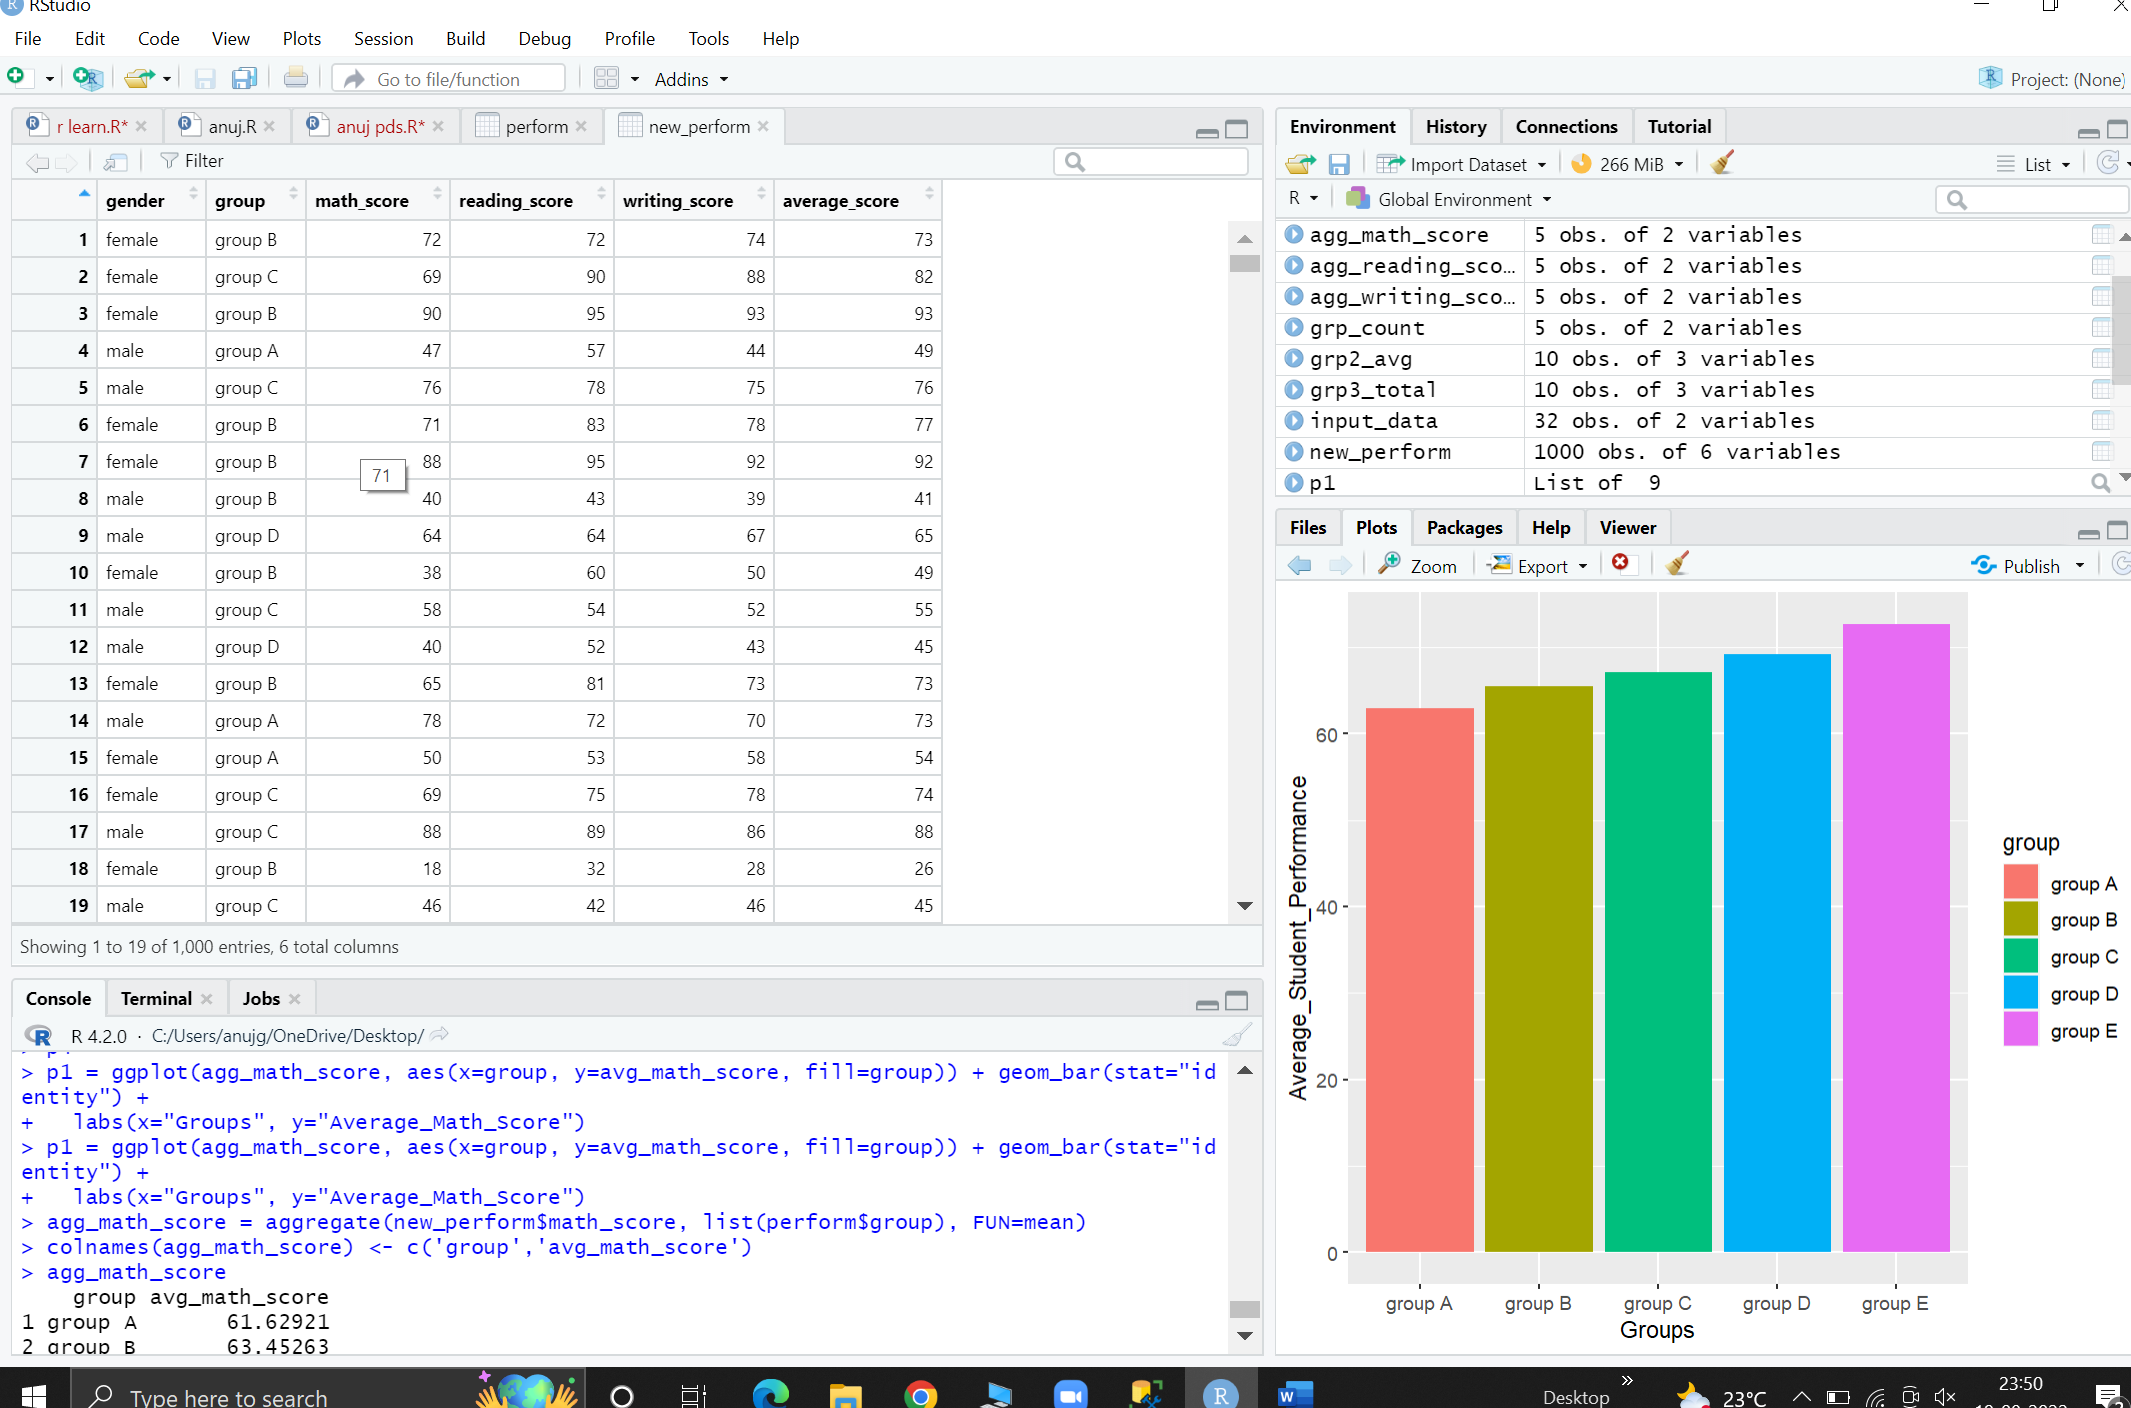 RStudio
File Edit Code View Plots Session Build Debug Profile Tools Help
Go to file/function Addins Project: (None)
r learn.R* anuj.R anuj pds.R* perform new_perform
Filter
gender group math_score reading_score writing_score average_score
1 female group B 72 72 74 73
2 female group C 69 90 88 82
3 female group B 90 95 93 93
4 male group A 47 57 44 49
5 male group C 76 78 75 76
6 female group B 71 83 78 77
7 female group B 88 95 92 92
71
8 male group B 40 43 39 41
9 male group D 64 64 67 65
10 female group B 38 60 50 49
11 male group C 58 54 52 55
12 male group D 40 52 43 45
13 female group B 65 81 73 73
14 male group A 78 72 70 73
15 female group A 50 53 58 54
16 female group C 69 75 78 74
17 male group C 88 89 86 88
18 female group B 18 32 28 26
19 male group C 46 42 46 45
Showing 1 to 19 of 1,000 entries, 6 total columns
Console Terminal Jobs
R 4.2.0 · C:/Users/anujg/OneDrive/Desktop/
> p1 = ggplot(agg_math_score, aes(x=group, y=avg_math_score, fill=group)) + geom_bar(stat="id
entity") +
+   labs(x="Groups", y="Average_Math_Score")
> p1 = ggplot(agg_math_score, aes(x=group, y=avg_math_score, fill=group)) + geom_bar(stat="id
entity") +
+   labs(x="Groups", y="Average_Math_Score")
> agg_math_score = aggregate(new_perform$math_score, list(perform$group), FUN=mean)
> colnames(agg_math_score) <- c('group','avg_math_score')
> agg_math_score
group avg_math_score
1 group A 61.62921
2 group B 63.45263
Environment History Connections Tutorial
Import Dataset 266 MiB List
R Global Environment
agg_math_score 5 obs. of 2 variables
agg_reading_sco… 5 obs. of 2 variables
agg_writing_sco… 5 obs. of 2 variables
grp_count 5 obs. of 2 variables
grp2_avg 10 obs. of 3 variables
grp3_total 10 obs. of 3 variables
input_data 32 obs. of 2 variables
new_perform 1000 obs. of 6 variables
p1 List of 9
Files Plots Packages Help Viewer
Zoom Export Publish
Average_Student_Performance
60
40
20
0
group A group B group C group D group E
Groups
group
group A
group B
group C
group D
group E
Type here to search
Desktop
23°C
23:50